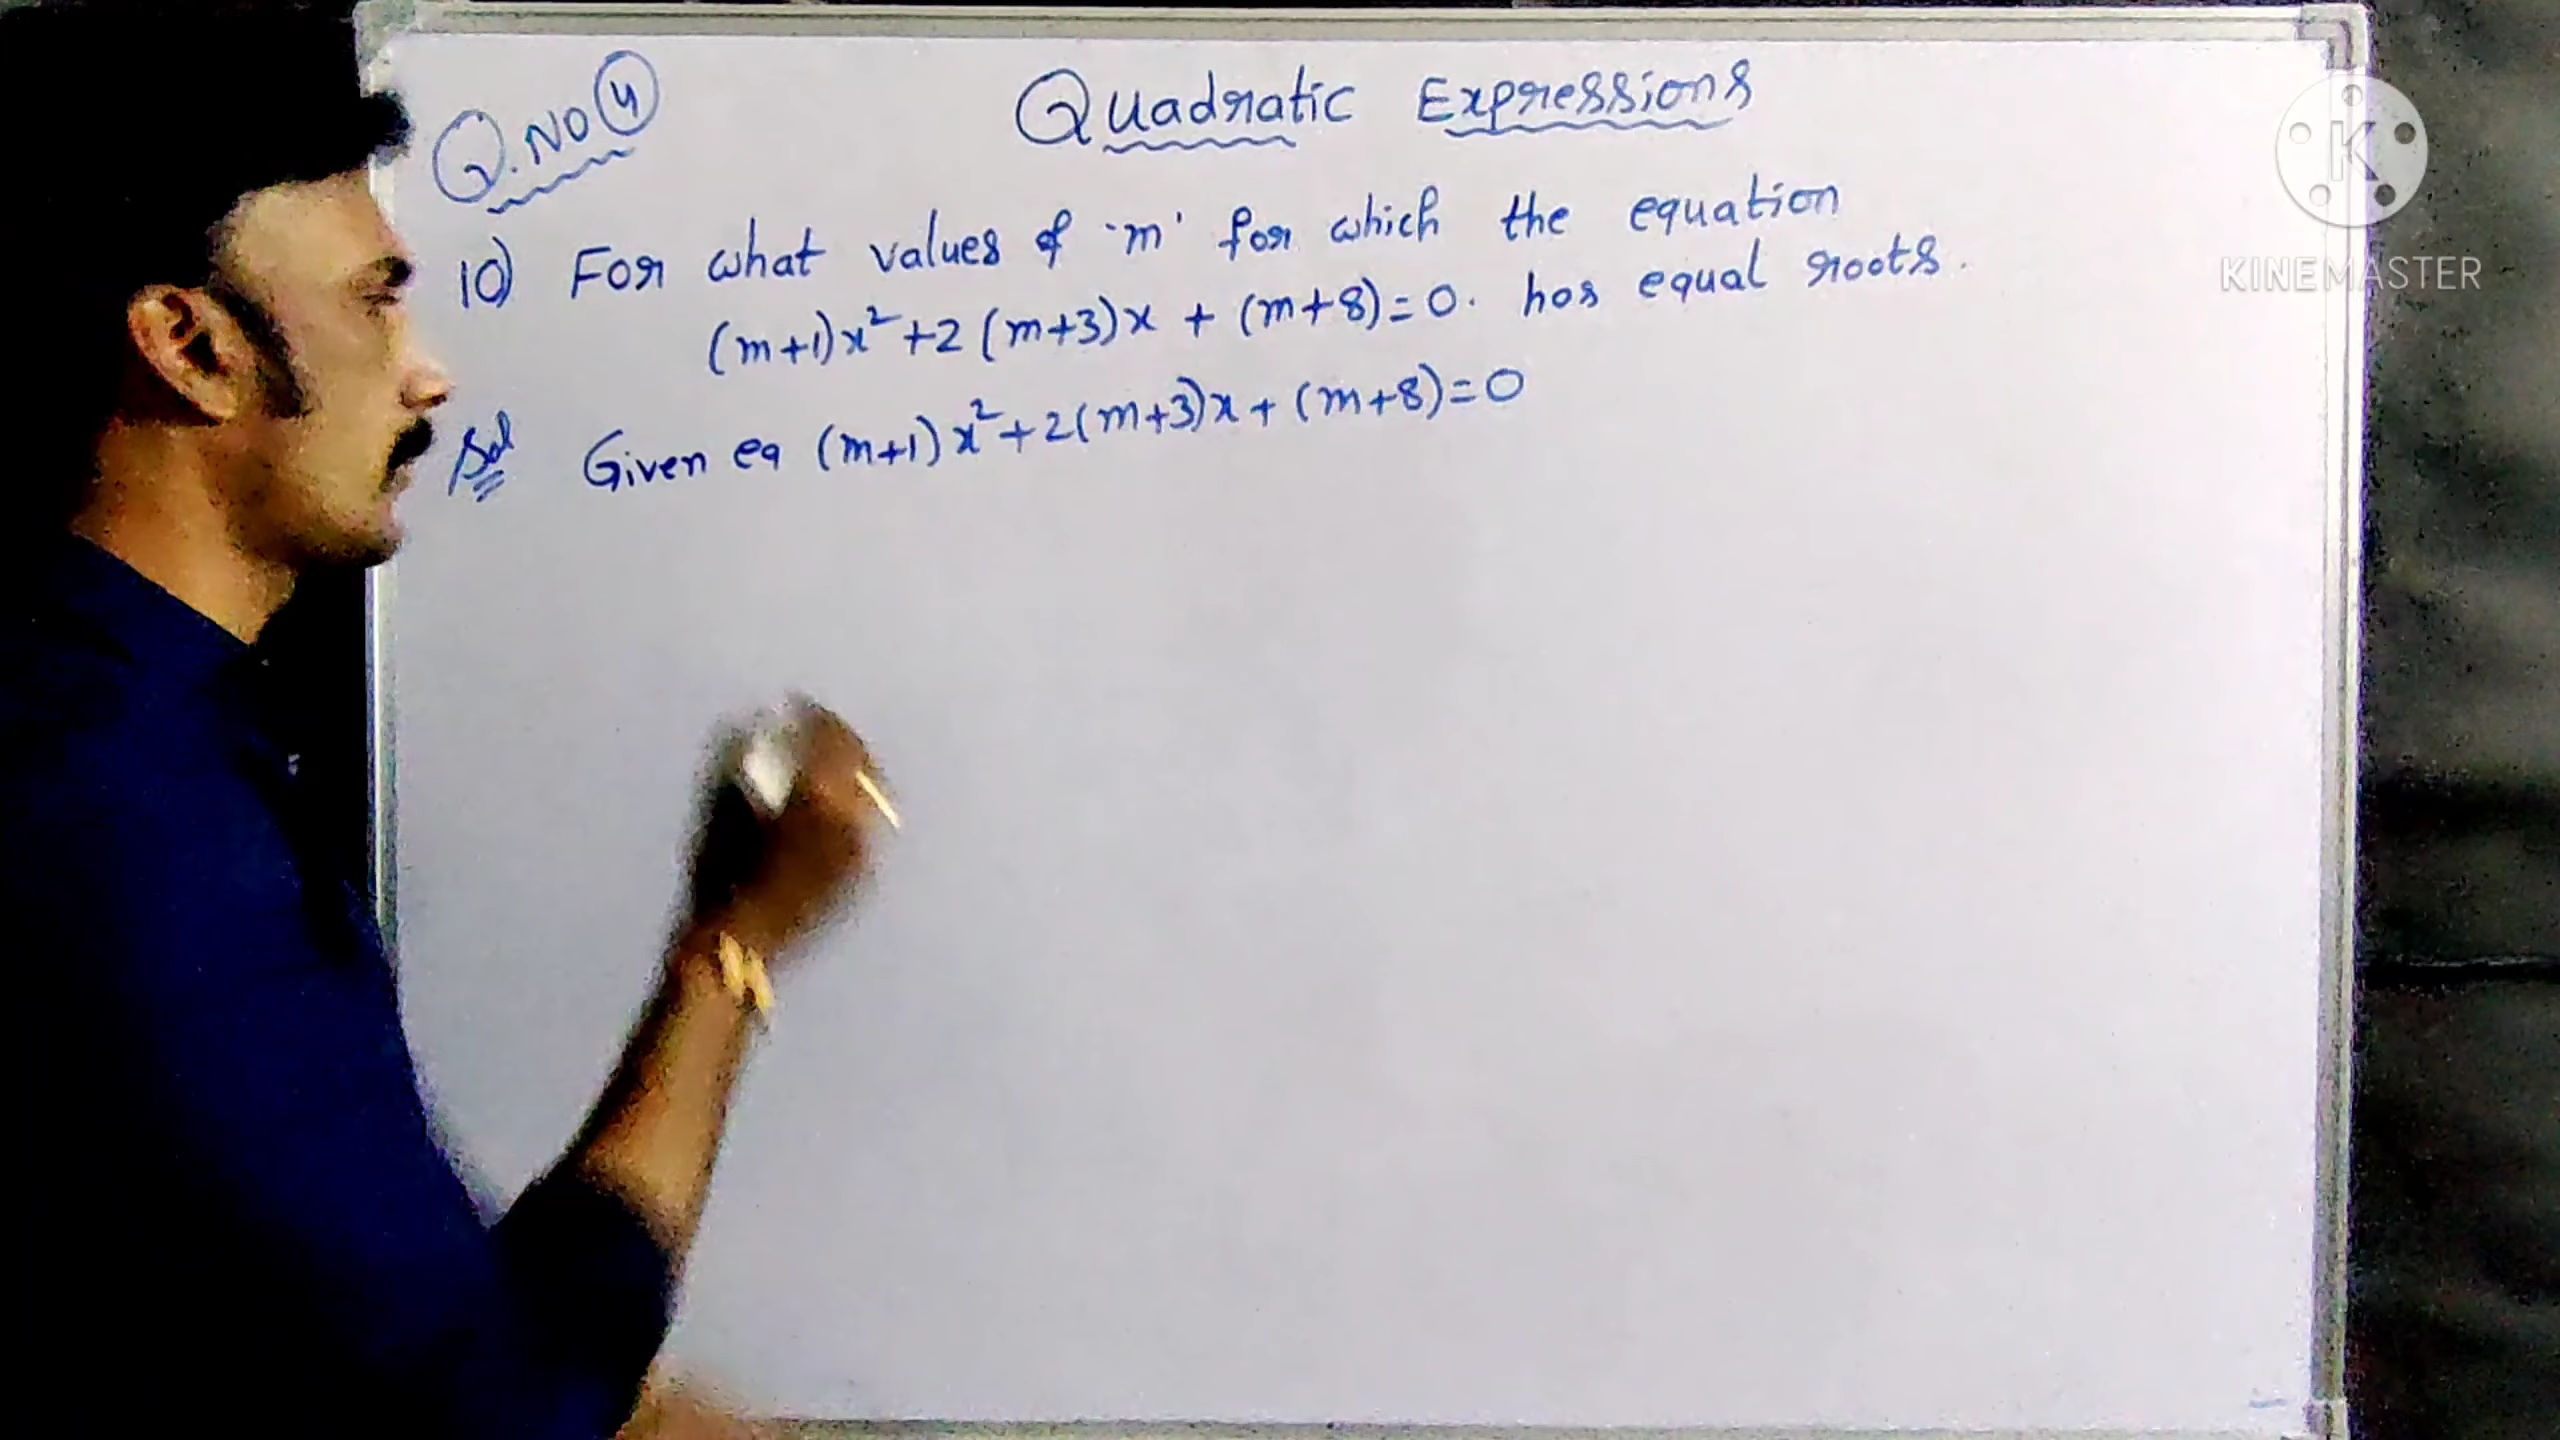 Q.NO 4
Quadratic Expressions
10) For what values of 'm' for which the equation
(m+1)x²+2(m+3)x + (m+8)=0. has equal roots.
Sol Given eq (m+1)x²+2(m+3)x+(m+8)=0
K
KINEMASTER